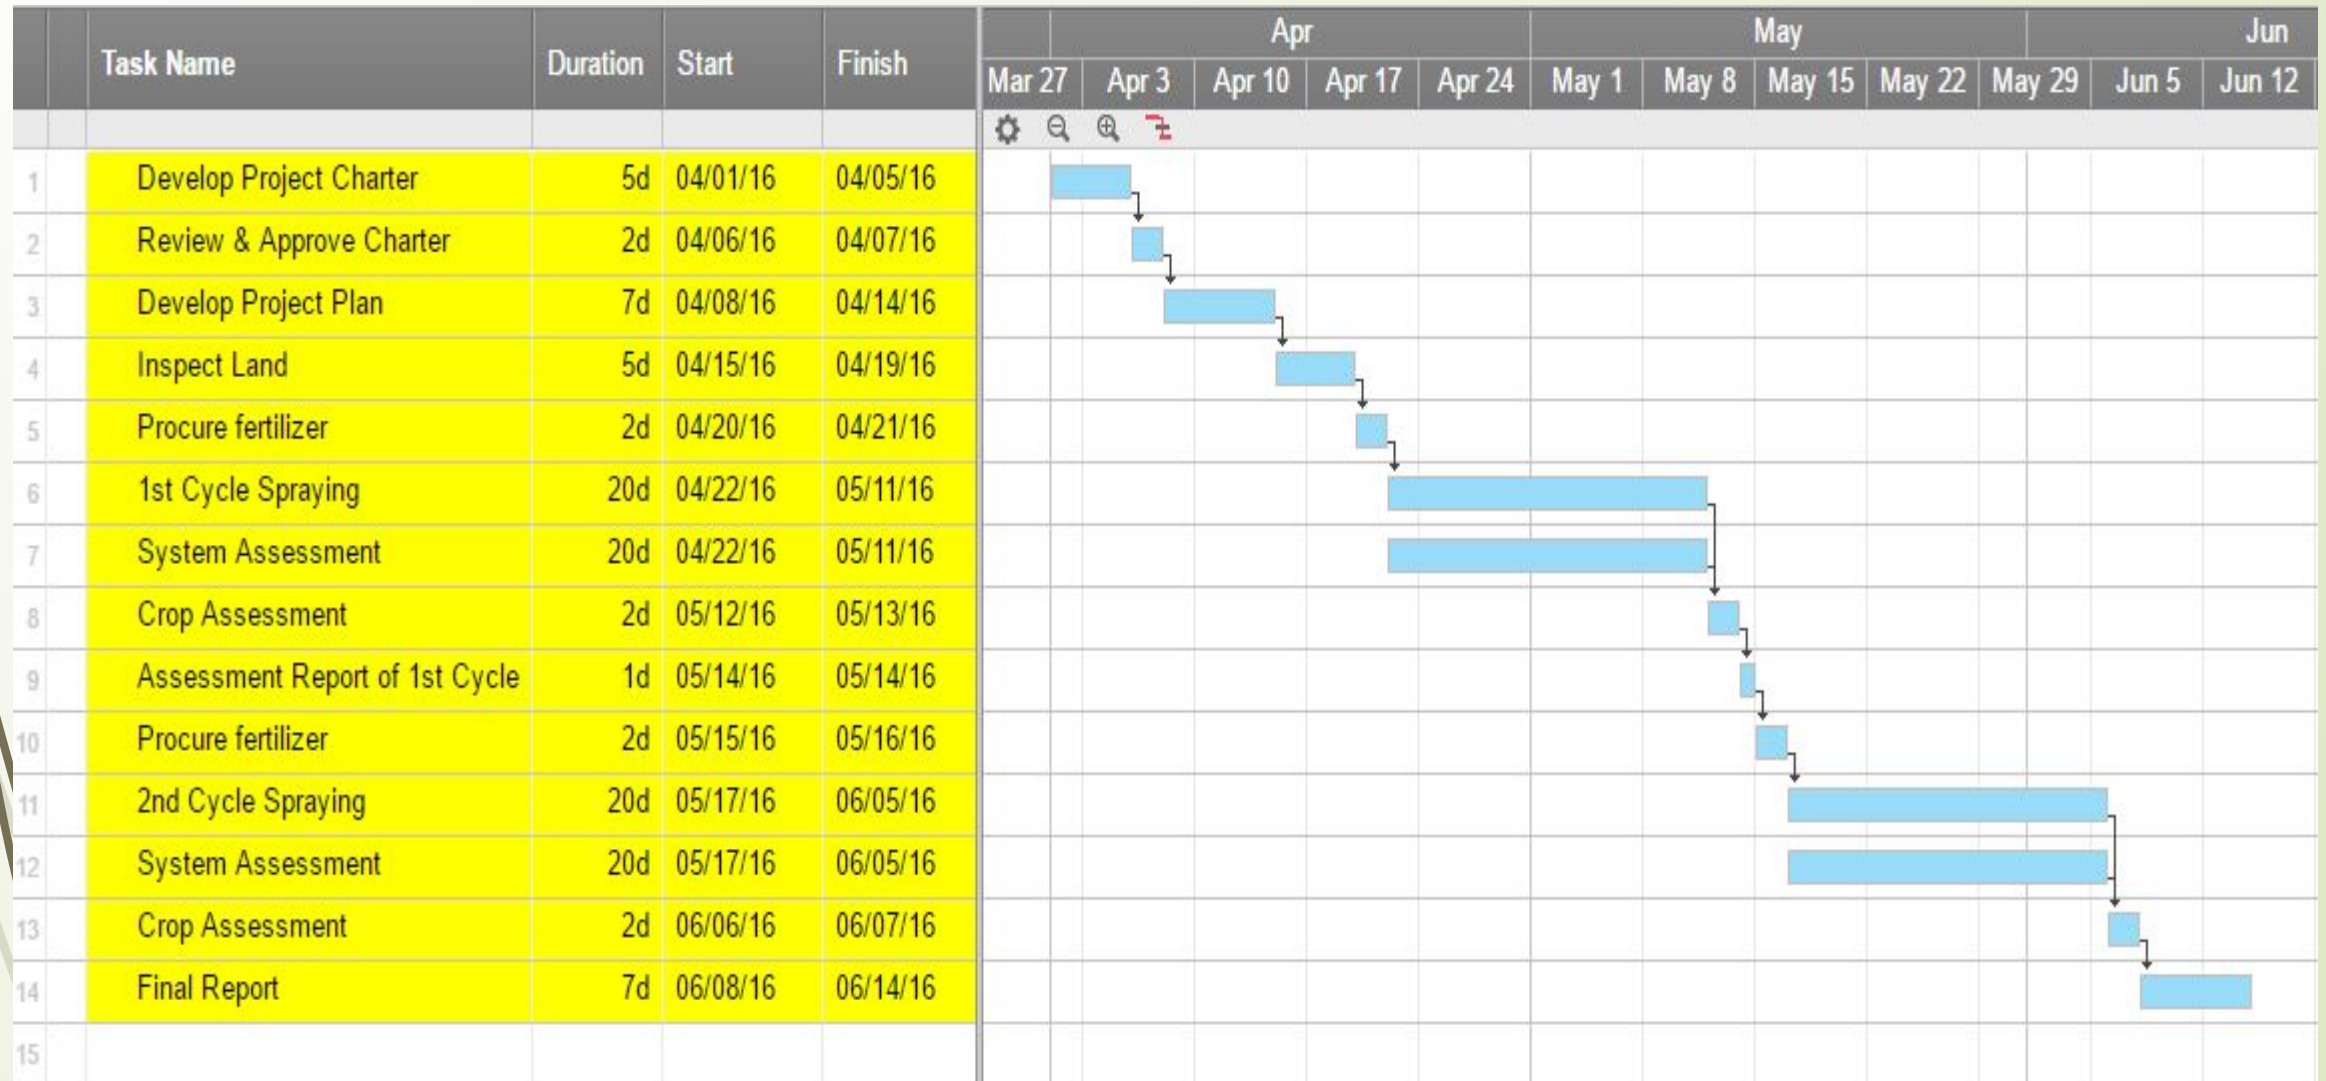 Task Name Duration Start Finish Apr May Jun
Mar 27 Apr 3 Apr 10 Apr 17 Apr 24 May 1 May 8 May 15 May 22 May 29 Jun 5 Jun 12
1 Develop Project Charter 5d 04/01/16 04/05/16
2 Review & Approve Charter 2d 04/06/16 04/07/16
3 Develop Project Plan 7d 04/08/16 04/14/16
4 Inspect Land 5d 04/15/16 04/19/16
5 Procure fertilizer 2d 04/20/16 04/21/16
6 1st Cycle Spraying 20d 04/22/16 05/11/16
7 System Assessment 20d 04/22/16 05/11/16
8 Crop Assessment 2d 05/12/16 05/13/16
9 Assessment Report of 1st Cycle 1d 05/14/16 05/14/16
10 Procure fertilizer 2d 05/15/16 05/16/16
11 2nd Cycle Spraying 20d 05/17/16 06/05/16
12 System Assessment 20d 05/17/16 06/05/16
13 Crop Assessment 2d 06/06/16 06/07/16
14 Final Report 7d 06/08/16 06/14/16
15